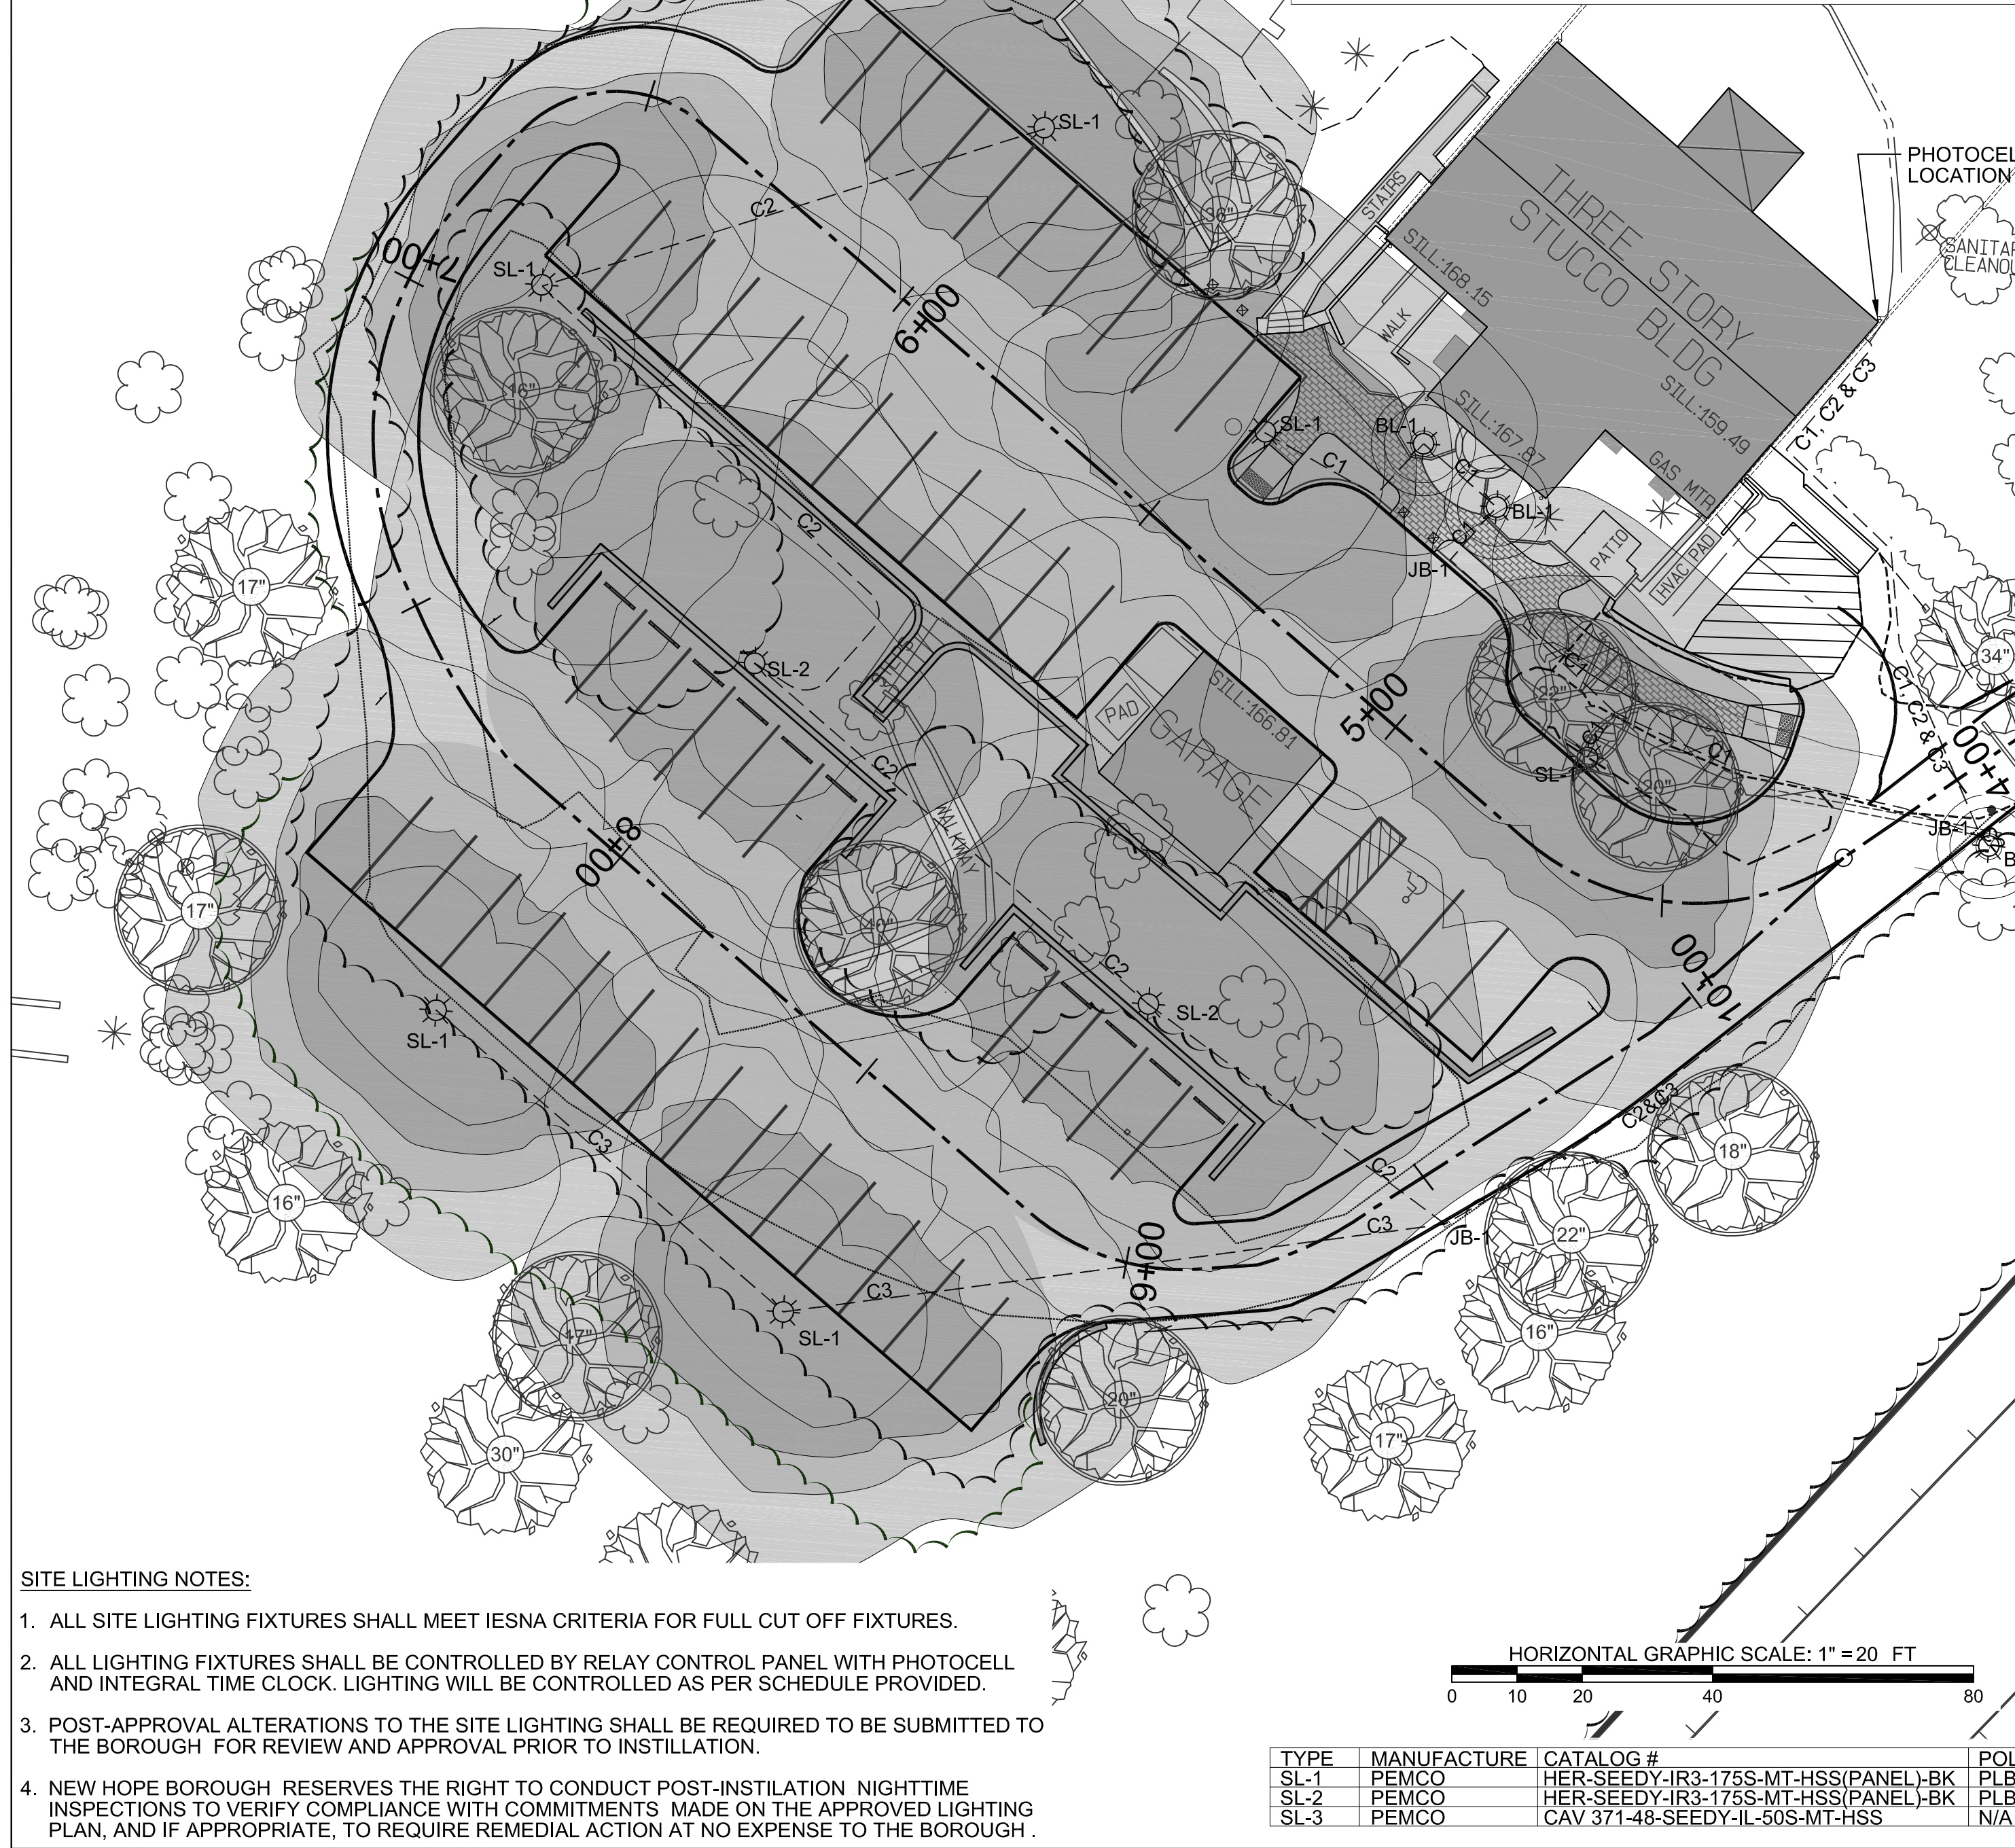 SL-1
C2
SL-1
7+00
6+00
36"
STAIRS
THREE STORY
STUCCO BLDG
SILL:168.15
WALK
SILL:159.49
SILL:167.87
GAS MTR
PHOTOCEL
LOCATION
SANITAR
CLEANOU
C1, C2 & C3
16"
SL-1
BL-1
C1
C1
BL-1
C1
JB-1
PATIO
HVAC PAD
C2
17"
SL-2
SILL:166.81
PAD
GARAGE
5+00
22"
C1
C1
C1
20"
34"
C1 C2 & C3
4+00
JB-1
B
C2
WALKWAY
8+00
17"
40"
C2
SL-2
10+00
SL-1
C3
C2&C3
18"
16"
C2
C3
JB-1
22"
9+00
C3
SL-1
16"
17"
20"
17"
30"
SITE LIGHTING NOTES:
1. ALL SITE LIGHTING FIXTURES SHALL MEET IESNA CRITERIA FOR FULL CUT OFF FIXTURES.
2. ALL LIGHTING FIXTURES SHALL BE CONTROLLED BY RELAY CONTROL PANEL WITH PHOTOCELL
AND INTEGRAL TIME CLOCK. LIGHTING WILL BE CONTROLLED AS PER SCHEDULE PROVIDED.
3. POST-APPROVAL ALTERATIONS TO THE SITE LIGHTING SHALL BE REQUIRED TO BE SUBMITTED TO
THE BOROUGH FOR REVIEW AND APPROVAL PRIOR TO INSTILLATION.
4. NEW HOPE BOROUGH RESERVES THE RIGHT TO CONDUCT POST-INSTILATION NIGHTTIME
INSPECTIONS TO VERIFY COMPLIANCE WITH COMMITMENTS MADE ON THE APPROVED LIGHTING
PLAN, AND IF APPROPRIATE, TO REQUIRE REMEDIAL ACTION AT NO EXPENSE TO THE BOROUGH .
HORIZONTAL GRAPHIC SCALE: 1" = 20 FT
0 10 20 40 80
TYPE MANUFACTURE CATALOG # POL
SL-1 PEMCO HER-SEEDY-IR3-175S-MT-HSS(PANEL)-BK PLB
SL-2 PEMCO HER-SEEDY-IR3-175S-MT-HSS(PANEL)-BK PLB
SL-3 PEMCO CAV 371-48-SEEDY-IL-50S-MT-HSS N/A